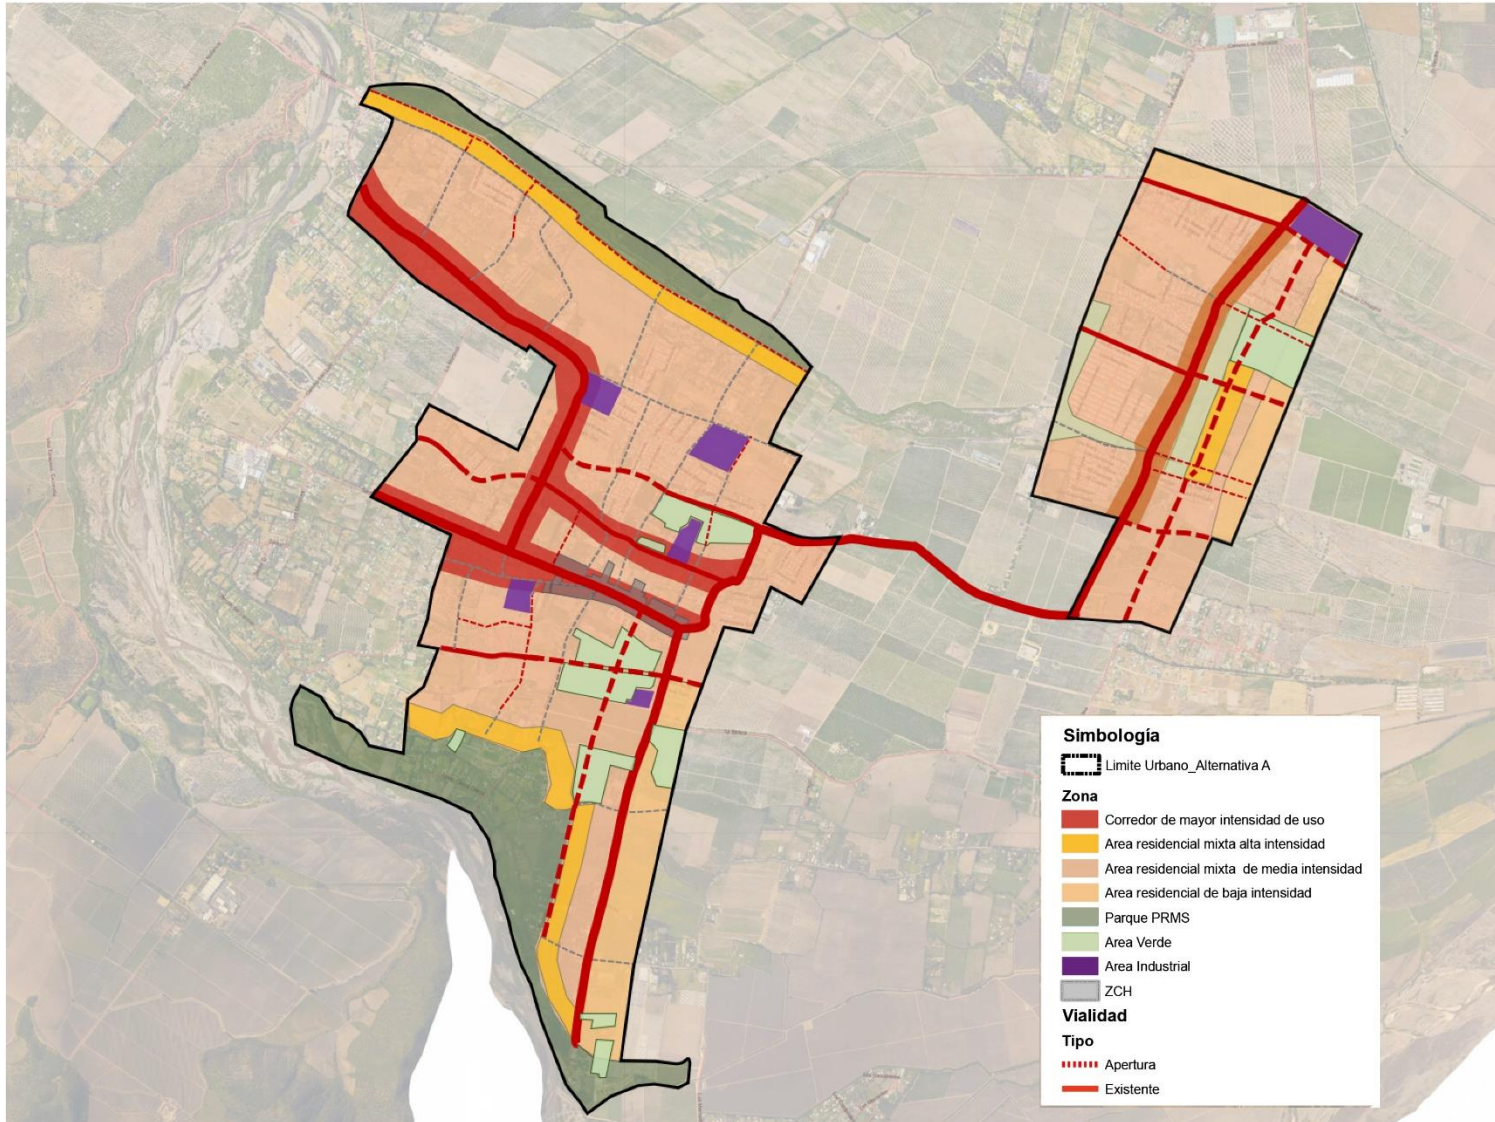 Simbología
Limite Urbano_Alternativa A
Zona
Corredor de mayor intensidad de uso
Area residencial mixta alta intensidad
Area residencial mixta de media intensidad
Area residencial de baja intensidad
Parque PRMS
Area Verde
Area Industrial
ZCH
Vialidad
Tipo
Apertura
Existente